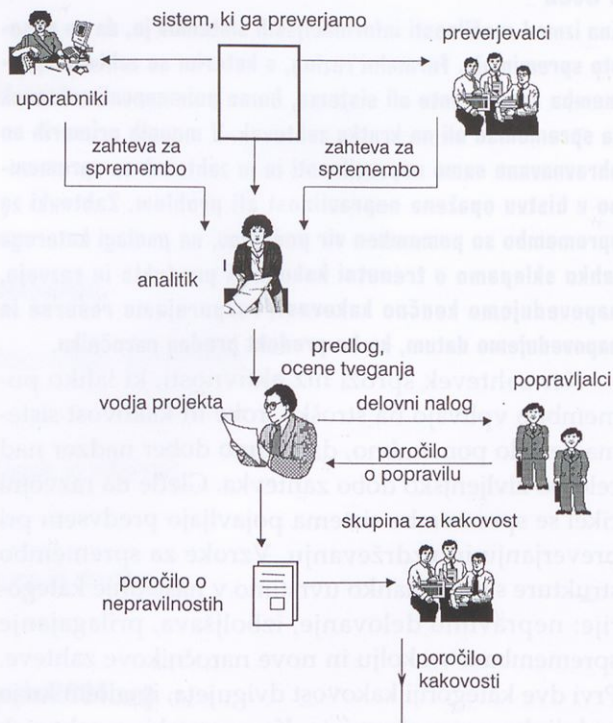 sistem, ki ga preverjamo
preverjevalci
uporabniki
zahteva za
spremembo
zahteva za
spremembo
analitik
predlog,
ocene tveganja
popravljalci
vodja projekta
delovni nalog
poročilo
o popravilu
skupina za kakovost
poročilo o
nepravilnostih
poročilo o
kakovosti